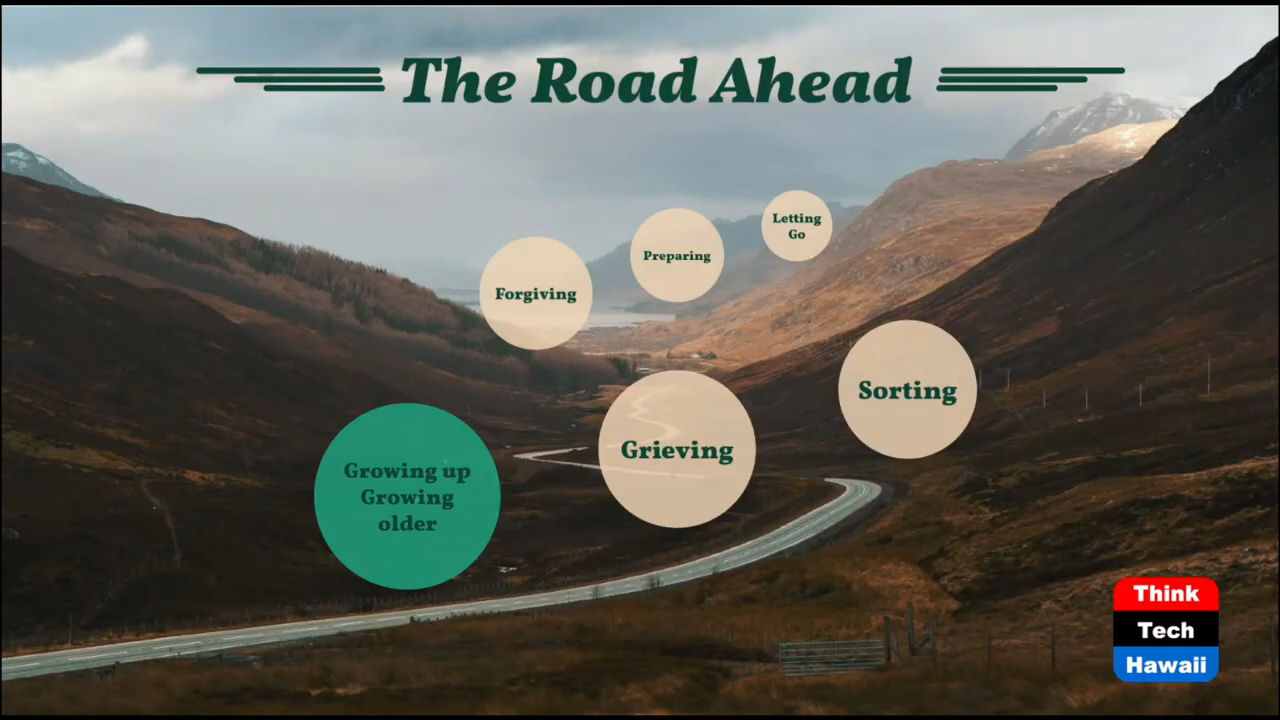 The Road Ahead
Letting
Go
Preparing
Forgiving
Sorting
Grieving
Growing up
Growing
older
Think
Tech
Hawaii